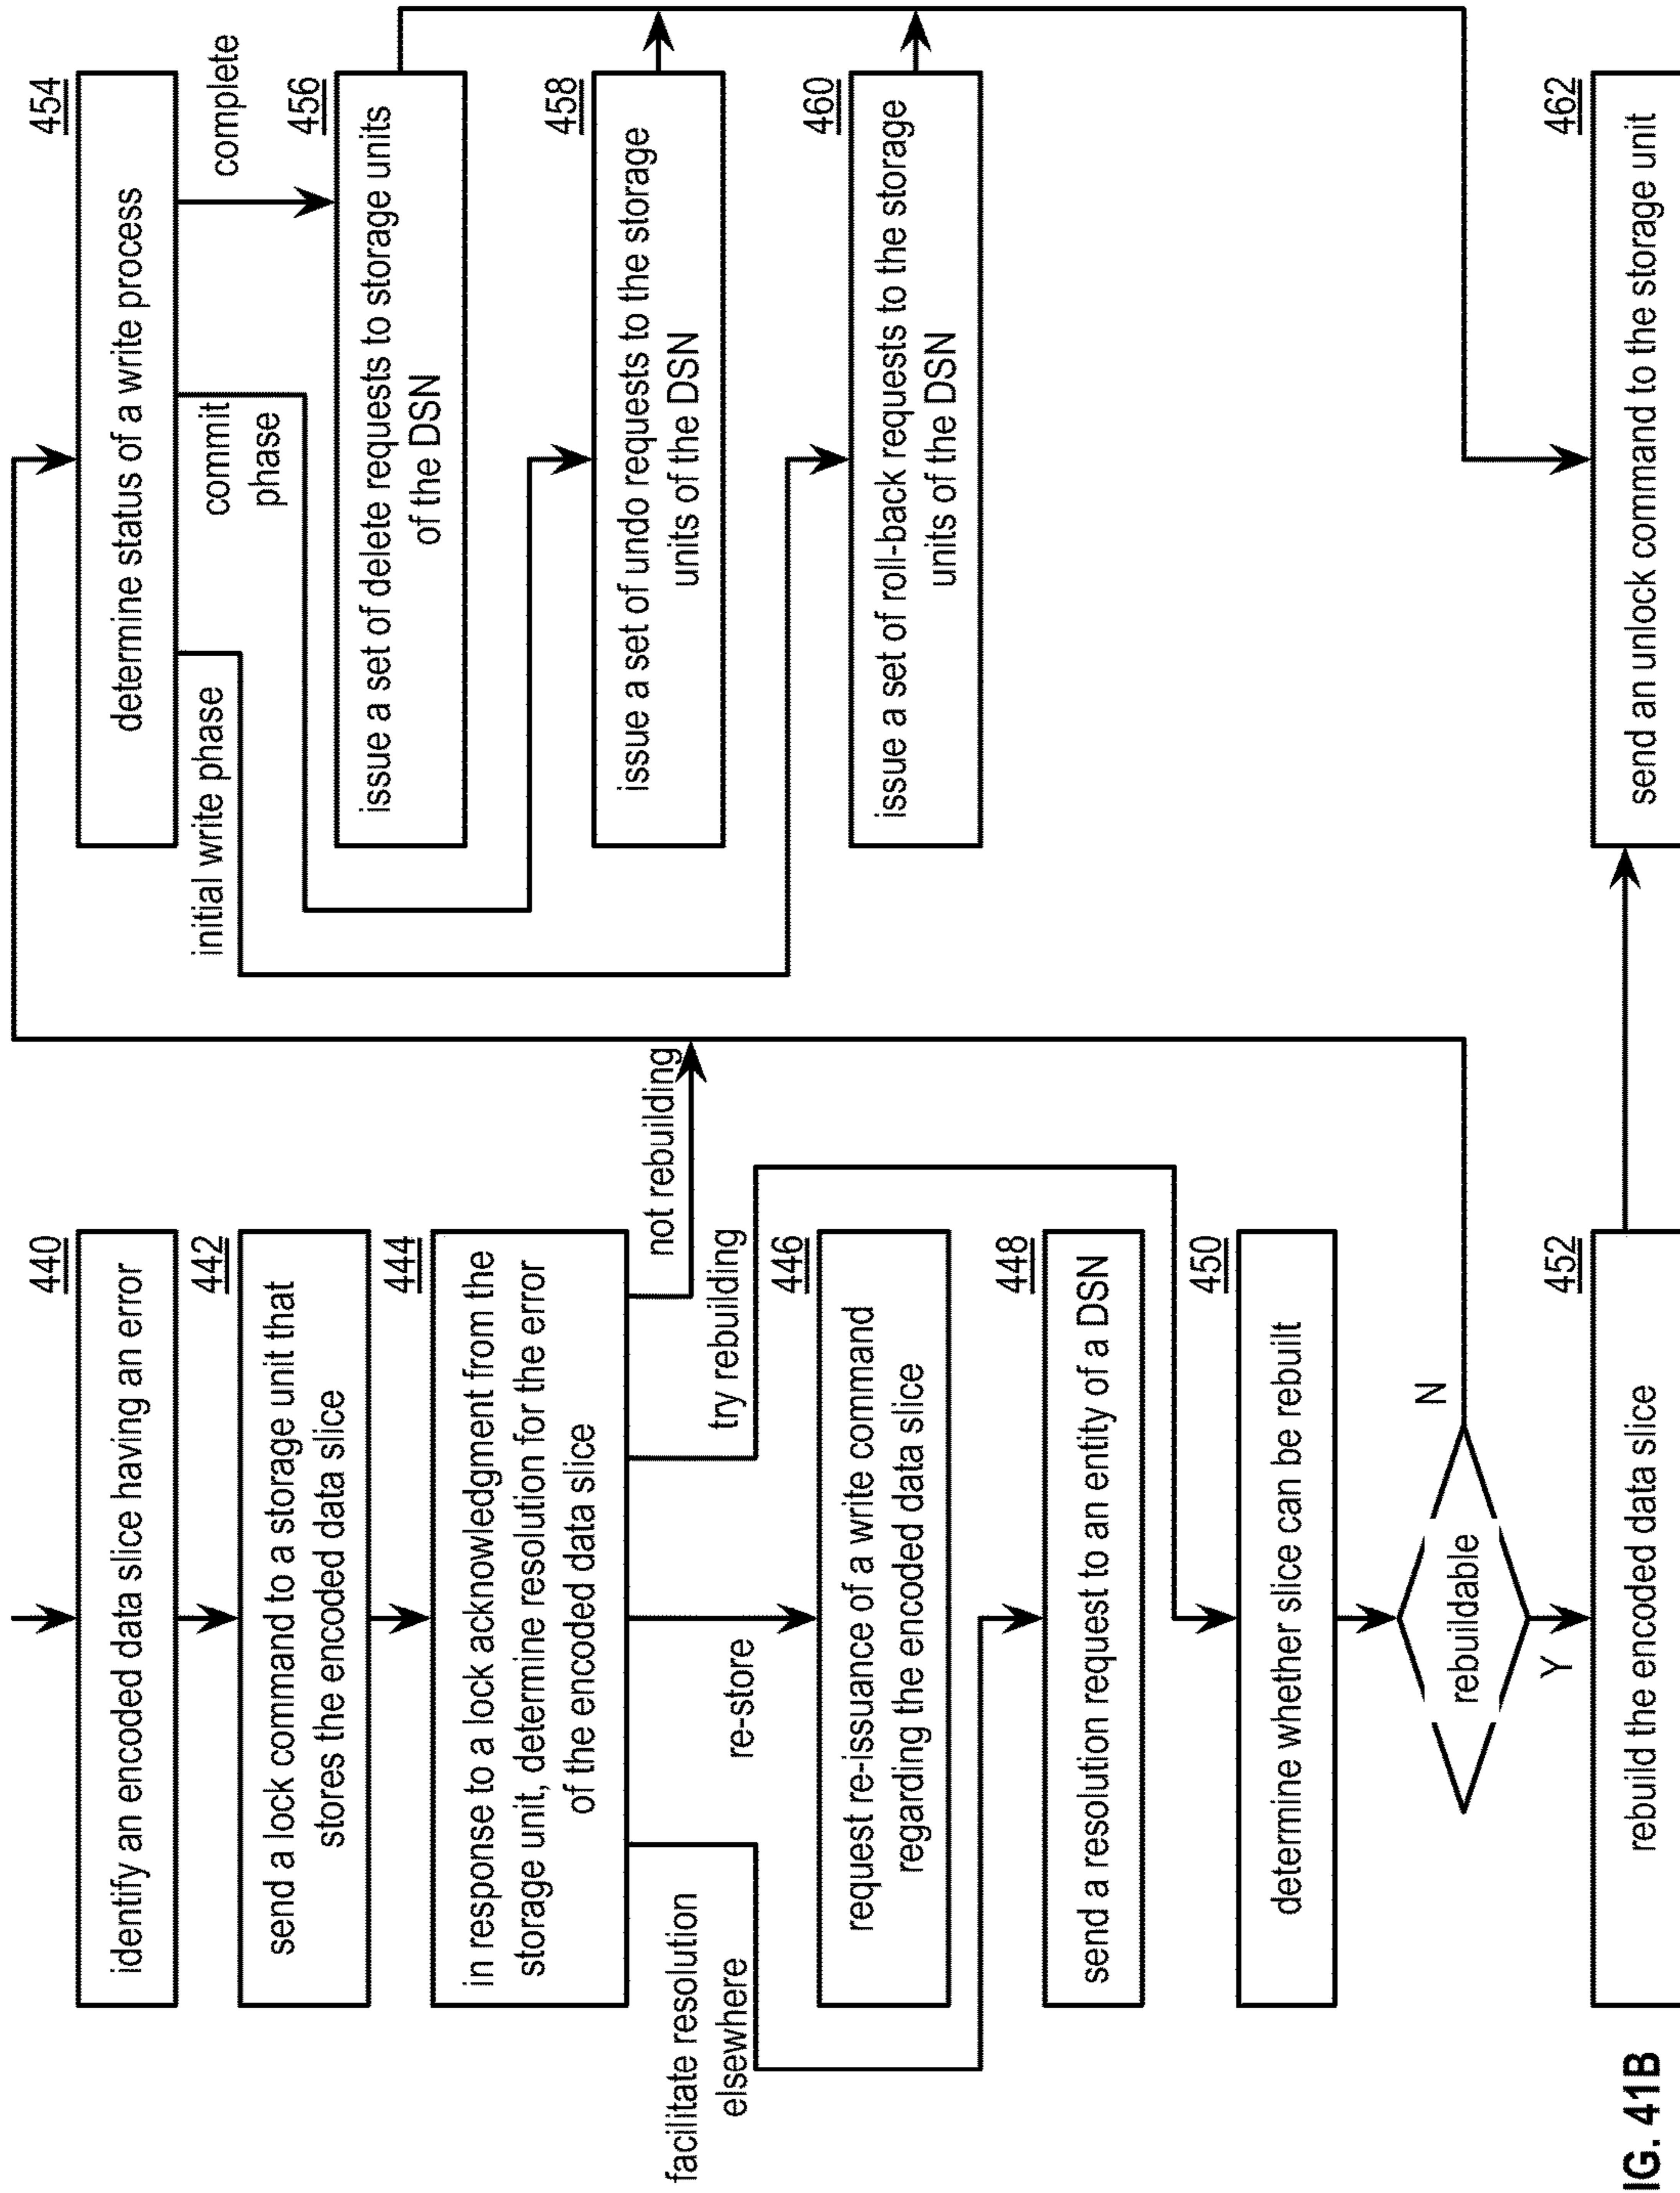 440
identify an encoded data slice having an error
442
send a lock command to a storage unit that
stores the encoded data slice
444
in response to a lock acknowledgment from the
storage unit, determine resolution for the error
of the encoded data slice
facilitate resolution
elsewhere
re-store
try rebuilding
not rebuilding
446
request re-issuance of a write command
regarding the encoded data slice
448
send a resolution request to an entity of a DSN
450
determine whether slice can be rebuilt
rebuildable
N
Y
452
rebuild the encoded data slice
454
determine status of a write process
initial write phase
commit
phase
complete
456
issue a set of delete requests to storage units
of the DSN
458
issue a set of undo requests to the storage
units of the DSN
460
issue a set of roll-back requests to the storage
units of the DSN
462
send an unlock command to the storage unit
IG. 41B